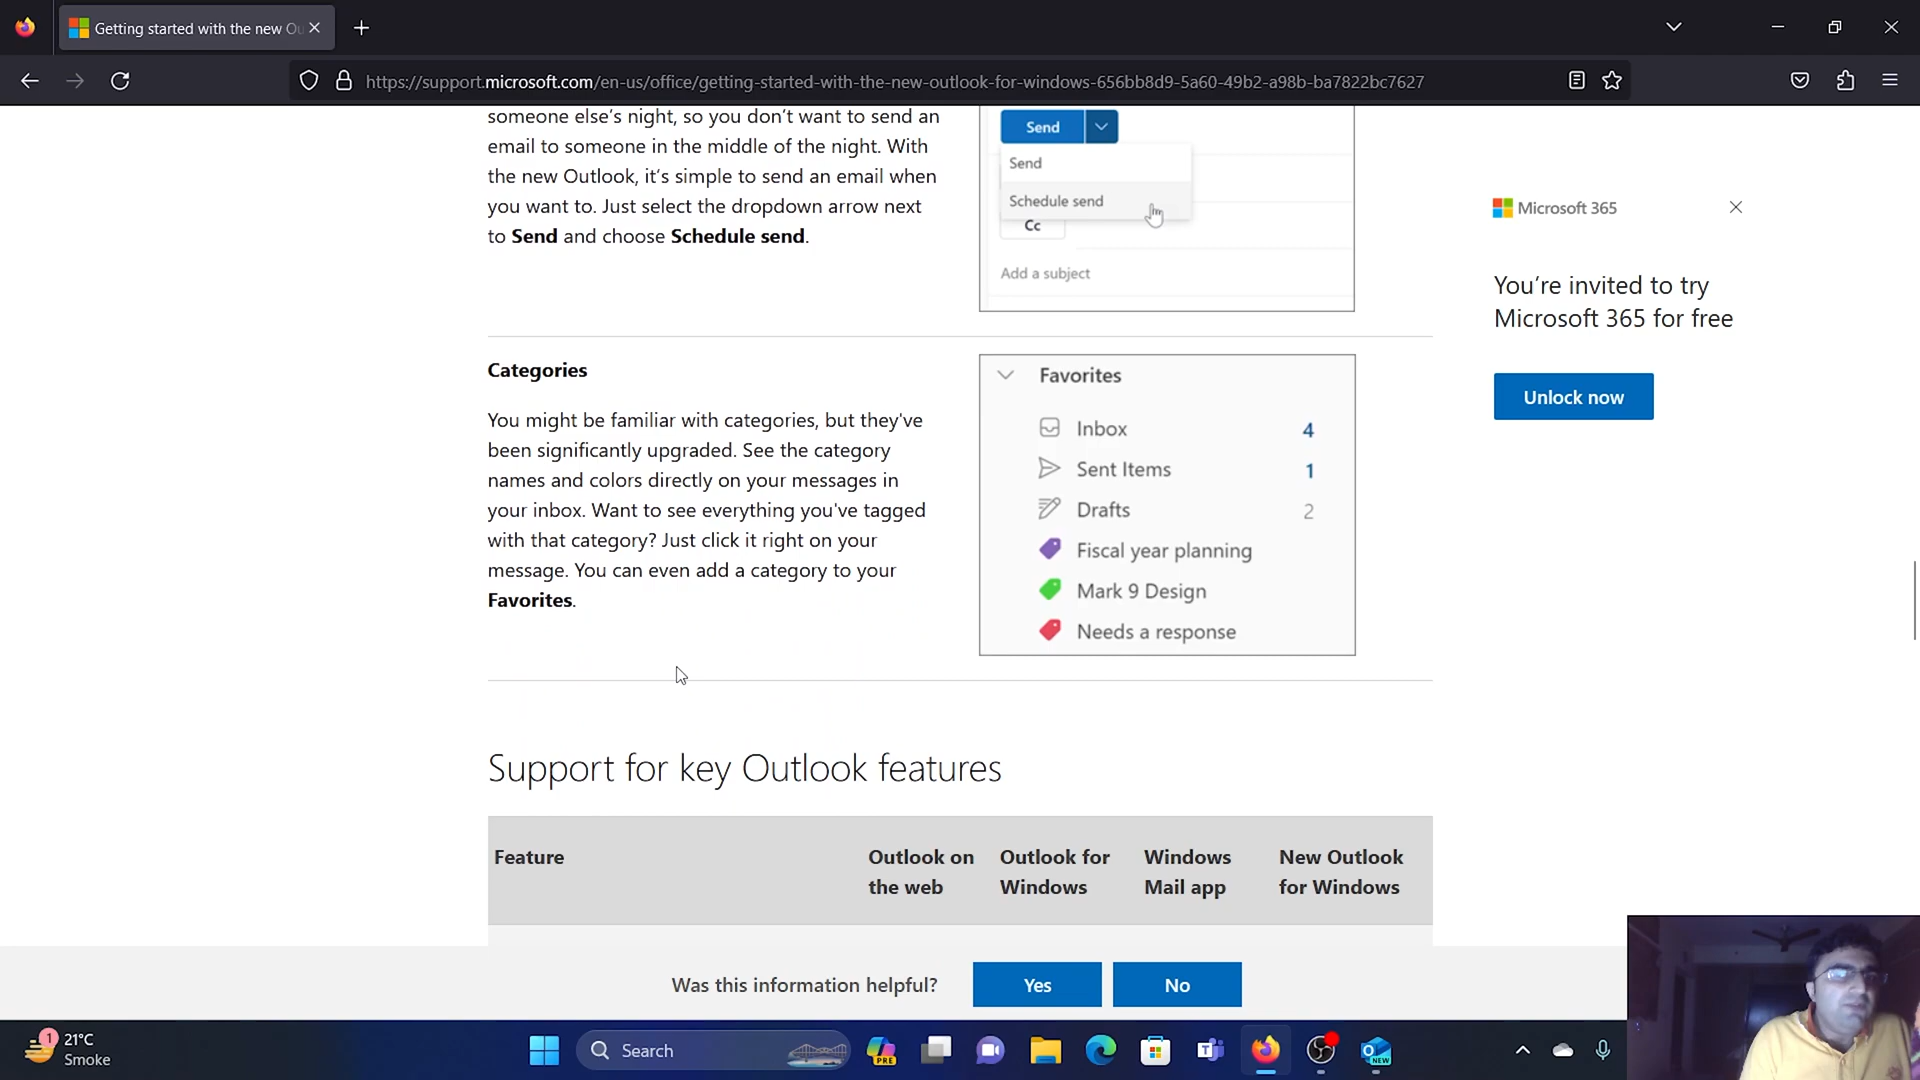 Getting started with the new Ou
https://support.microsoft.com/en-us/office/getting-started-with-the-new-outlook-for-windows-656bb8d9-5a60-49b2-a98b-ba7822bc7627
someone else's night, so you don't want to send an
email to someone in the middle of the night. With
the new Outlook, it's simple to send an email when
you want to. Just select the dropdown arrow next
to Send and choose Schedule send.
Send
Send
Schedule send
Cc
Add a subject
Microsoft 365
You're invited to try
Microsoft 365 for free
Unlock now
Categories
You might be familiar with categories, but they've
been significantly upgraded. See the category
names and colors directly on your messages in
your inbox. Want to see everything you've tagged
with that category? Just click it right on your
message. You can even add a category to your
Favorites.
Favorites
Inbox 4
Sent Items 1
Drafts 2
Fiscal year planning
Mark 9 Design
Needs a response
Support for key Outlook features
Feature
Outlook on
the web
Outlook for
Windows
Windows
Mail app
New Outlook
for Windows
Was this information helpful?
Yes
No
1
21°C
Smoke
Search
PRE
NEW